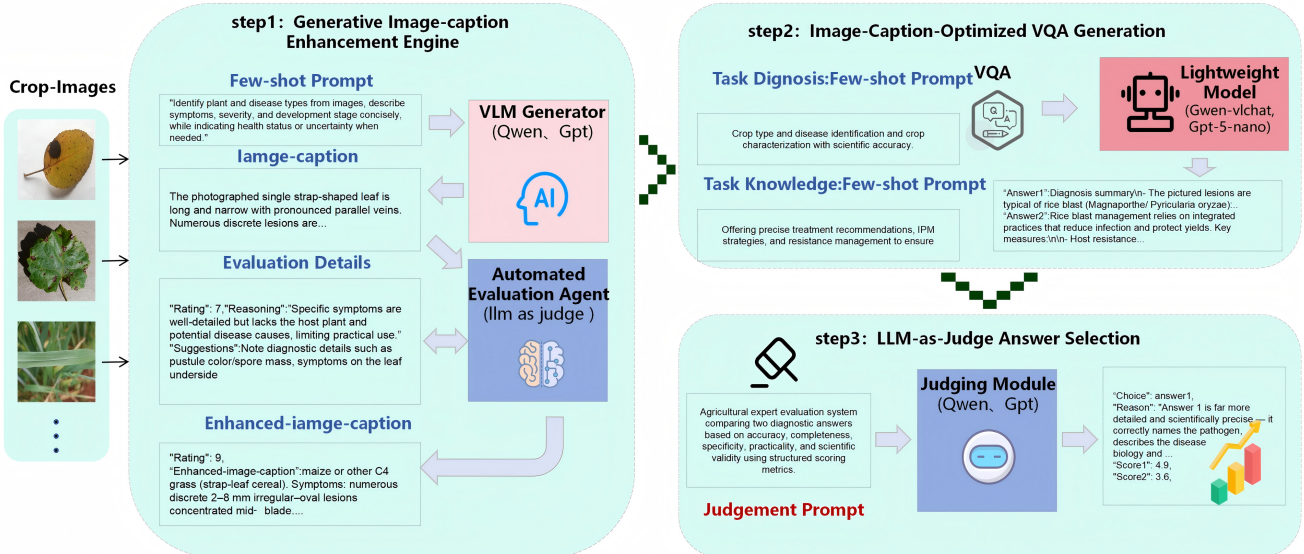 Crop-Images
step1: Generative Image-caption
Enhancement Engine
Few-shot Prompt
"Identify plant and disease types from images, describe
symptoms, severity, and development stage concisely,
while indicating health status or uncertainty when
needed."
VLM Generator
(Qwen、Gpt)
AI
Iamge-caption
The photographed single strap-shaped leaf is
long and narrow with pronounced parallel veins.
Numerous discrete lesions are...
Evaluation Details
"Rating": 7,"Reasoning":"Specific symptoms are
well-detailed but lacks the host plant and
potential disease causes, limiting practical use."
"Suggestions":Note diagnostic details such as
pustule color/spore mass, symptoms on the leaf
underside
Automated
Evaluation Agent
(llm as judge )
Enhanced-iamge-caption
"Rating": 9,
"Enhanced-image-caption":maize or other C4
grass (strap-leaf cereal). Symptoms: numerous
discrete 2–8 mm irregular–oval lesions
concentrated mid- blade....
step2: Image-Caption-Optimized VQA Generation
Task Dignosis:Few-shot Prompt
VQA
Q
A
Crop type and disease identification and crop
characterization with scientific accuracy.
Lightweight
Model
(Gwen-vlchat,
Gpt-5-nano)
Task Knowledge:Few-shot Prompt
Offering precise treatment recommendations, IPM
strategies, and resistance management to ensure
"Answer1":Diagnosis summary\n- The pictured lesions are
typical of rice blast (Magnaporthe/ Pyricularia oryzae):..
"Answer2":Rice blast management relies on integrated
practices that reduce infection and protect yields. Key
measures:\n\n- Host resistance...
step3: LLM-as-Judge Answer Selection
Agricultural expert evaluation system
comparing two diagnostic answers
based on accuracy, completeness,
specificity, practicality, and scientific
validity using structured scoring
metrics.
Judgement Prompt
Judging Module
(Qwen、Gpt)
"Choice": answer1,
"Reason": "Answer 1 is far more
detailed and scientifically precise — it
correctly names the pathogen,
describes the disease
biology and ...
"Score1": 4.9,
"Score2": 3.6,